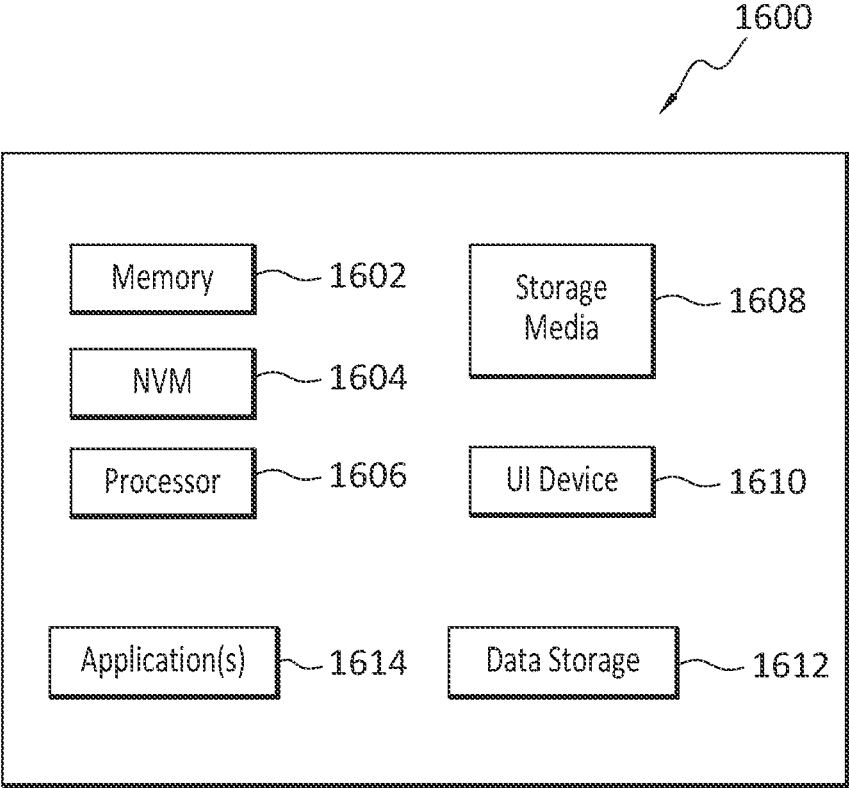 1600
Memory 1602
Storage
Media
1608
NVM 1604
Processor 1606
UI Device 1610
Application(s) 1614
Data Storage 1612